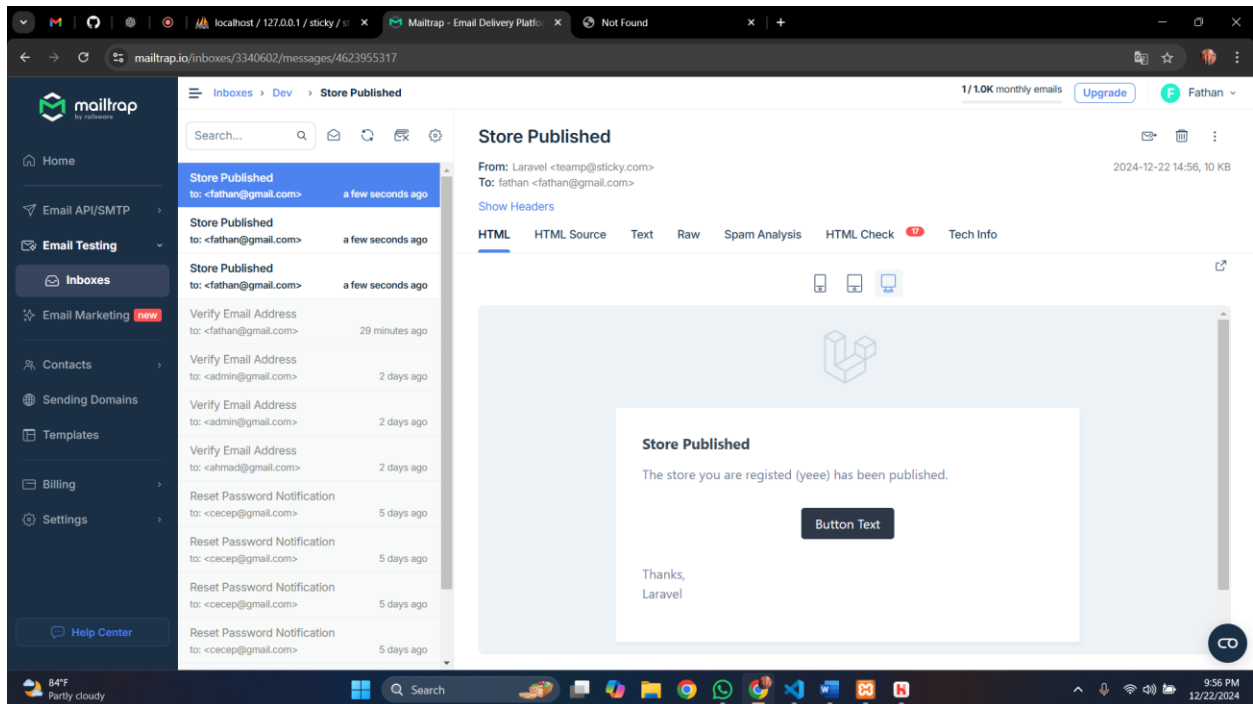 localhost / 127.0.0.1 / sticky / st
Mailtrap - Email Delivery Platfo
Not Found
mailtrap.io/inboxes/3340602/messages/4623955317
mailtrap
by railsware
Home
Email API/SMTP
Email Testing
Inboxes
Email Marketing new
Contacts
Sending Domains
Templates
Billing
Settings
Help Center
Inboxes > Dev > Store Published
1 / 1.0K monthly emails
Upgrade
F Fathan
Search...
Store Published
to: <fathan@gmail.com> a few seconds ago
Store Published
to: <fathan@gmail.com> a few seconds ago
Store Published
to: <fathan@gmail.com> a few seconds ago
Verify Email Address
to: <fathan@gmail.com> 29 minutes ago
Verify Email Address
to: <admin@gmail.com> 2 days ago
Verify Email Address
to: <admin@gmail.com> 2 days ago
Verify Email Address
to: <ahmad@gmail.com> 2 days ago
Reset Password Notification
to: <cecep@gmail.com> 5 days ago
Reset Password Notification
to: <cecep@gmail.com> 5 days ago
Reset Password Notification
to: <cecep@gmail.com> 5 days ago
Reset Password Notification
to: <cecep@gmail.com> 5 days ago
Store Published
From: Laravel <teamp@sticky.com>
2024-12-22 14:56, 10 KB
To: fathan <fathan@gmail.com>
Show Headers
HTML HTML Source Text Raw Spam Analysis HTML Check 17 Tech Info
Store Published
The store you are registed (yeee) has been published.
Button Text
Thanks,
Laravel
84°F
Partly cloudy
Search
9:56 PM
12/22/2024